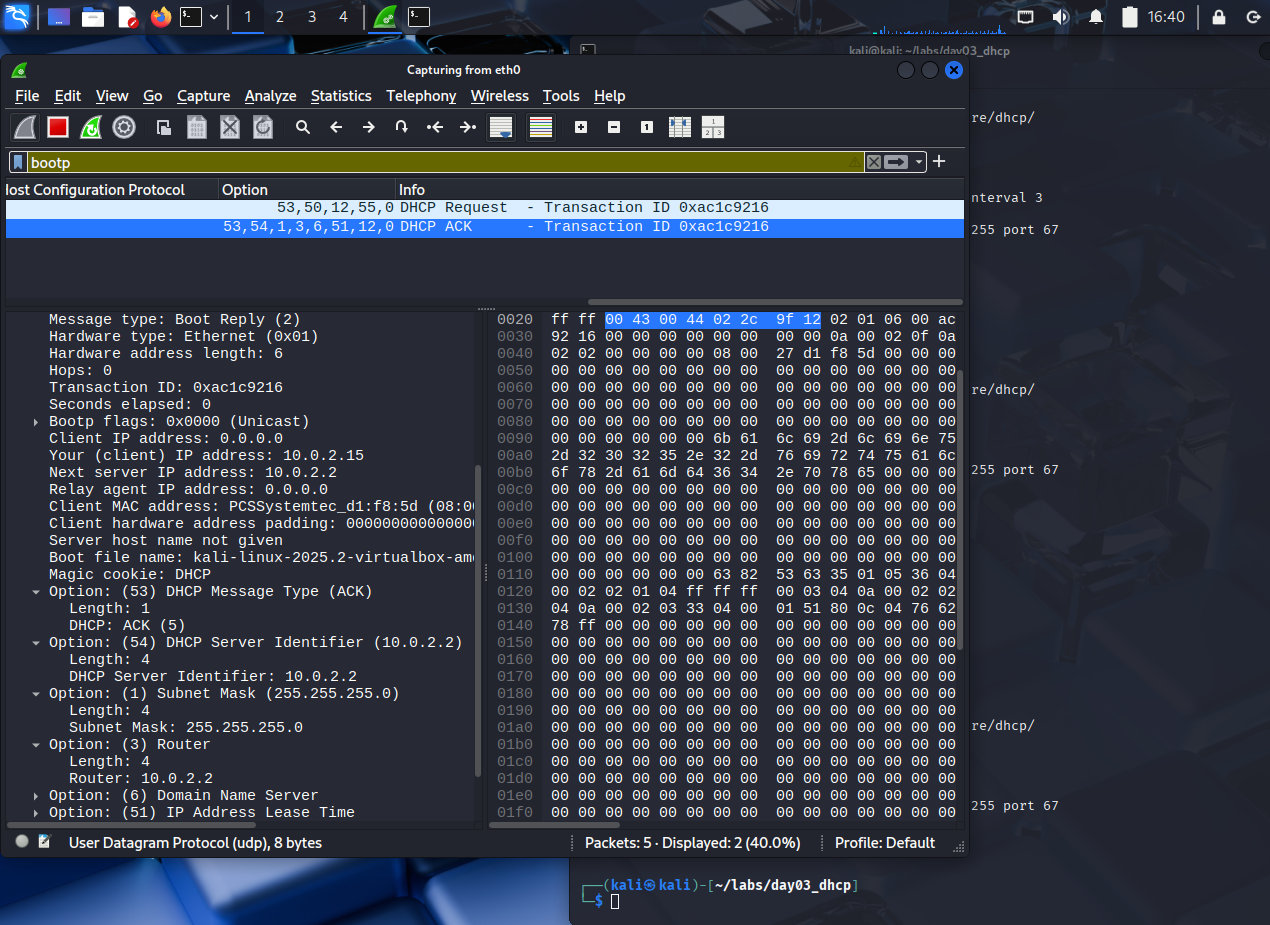 1 2 3 4 16:40
kali@kali: ~/labs/day03_dhcp
Capturing from eth0
File Edit View Go Capture Analyze Statistics Telephony Wireless Tools Help
bootp
Host Configuration Protocol Option Info
53,50,12,55,0 DHCP Request - Transaction ID 0xac1c9216
53,54,1,3,6,51,12,0 DHCP ACK - Transaction ID 0xac1c9216
Message type: Boot Reply (2)
Hardware type: Ethernet (0x01)
Hardware address length: 6
Hops: 0
Transaction ID: 0xac1c9216
Seconds elapsed: 0
Bootp flags: 0x0000 (Unicast)
Client IP address: 0.0.0.0
Your (client) IP address: 10.0.2.15
Next server IP address: 10.0.2.2
Relay agent IP address: 0.0.0.0
Client MAC address: PCSSystemtec_d1:f8:5d (08:00
Client hardware address padding: 00000000000000
Server host name not given
Boot file name: kali-linux-2025.2-virtualbox-amd
Magic cookie: DHCP
Option: (53) DHCP Message Type (ACK)
Length: 1
DHCP: ACK (5)
Option: (54) DHCP Server Identifier (10.0.2.2)
Length: 4
DHCP Server Identifier: 10.0.2.2
Option: (1) Subnet Mask (255.255.255.0)
Length: 4
Subnet Mask: 255.255.255.0
Option: (3) Router
Length: 4
Router: 10.0.2.2
Option: (6) Domain Name Server
Option: (51) IP Address Lease Time
0020 ff ff 00 43 00 44 02 2c 9f 12 02 01 06 00 ac
0030 92 16 00 00 00 00 00 00 00 00 0a 00 02 0f 0a
0040 02 02 00 00 00 00 08 00 27 d1 f8 5d 00 00 00
0050 00 00 00 00 00 00 00 00 00 00 00 00 00 00 00
0060 00 00 00 00 00 00 00 00 00 00 00 00 00 00 00
0070 00 00 00 00 00 00 00 00 00 00 00 00 00 00 00
0080 00 00 00 00 00 00 00 00 00 00 00 00 00 00 00
0090 00 00 00 00 00 00 6b 61 6c 69 2d 6c 69 6e 75
00a0 2d 32 30 32 35 2e 32 2d 76 69 72 74 75 61 6c
00b0 6f 78 2d 61 6d 64 36 34 2e 70 78 65 00 00 00
00c0 00 00 00 00 00 00 00 00 00 00 00 00 00 00 00
00d0 00 00 00 00 00 00 00 00 00 00 00 00 00 00 00
00e0 00 00 00 00 00 00 00 00 00 00 00 00 00 00 00
00f0 00 00 00 00 00 00 00 00 00 00 00 00 00 00 00
0100 00 00 00 00 00 00 00 00 00 00 00 00 00 00 00
0110 00 00 00 00 00 00 63 82 53 63 35 01 05 36 04
0120 00 02 02 01 04 ff ff ff 00 03 04 0a 00 02 02
0130 04 0a 00 02 03 33 04 00 01 51 80 0c 04 76 62
0140 78 ff 00 00 00 00 00 00 00 00 00 00 00 00 00
0150 00 00 00 00 00 00 00 00 00 00 00 00 00 00 00
0160 00 00 00 00 00 00 00 00 00 00 00 00 00 00 00
0170 00 00 00 00 00 00 00 00 00 00 00 00 00 00 00
0180 00 00 00 00 00 00 00 00 00 00 00 00 00 00 00
0190 00 00 00 00 00 00 00 00 00 00 00 00 00 00 00
01a0 00 00 00 00 00 00 00 00 00 00 00 00 00 00 00
01b0 00 00 00 00 00 00 00 00 00 00 00 00 00 00 00
01c0 00 00 00 00 00 00 00 00 00 00 00 00 00 00 00
01d0 00 00 00 00 00 00 00 00 00 00 00 00 00 00 00
01e0 00 00 00 00 00 00 00 00 00 00 00 00 00 00 00
01f0 00 00 00 00 00 00 00 00 00 00 00 00 00 00 00
User Datagram Protocol (udp), 8 bytes Packets: 5 · Displayed: 2 (40.0%) Profile: Default
re/dhcp/
nterval 3
255 port 67
re/dhcp/
255 port 67
re/dhcp/
255 port 67
┌──(kali㉿kali)-[~/labs/day03_dhcp]
└─$